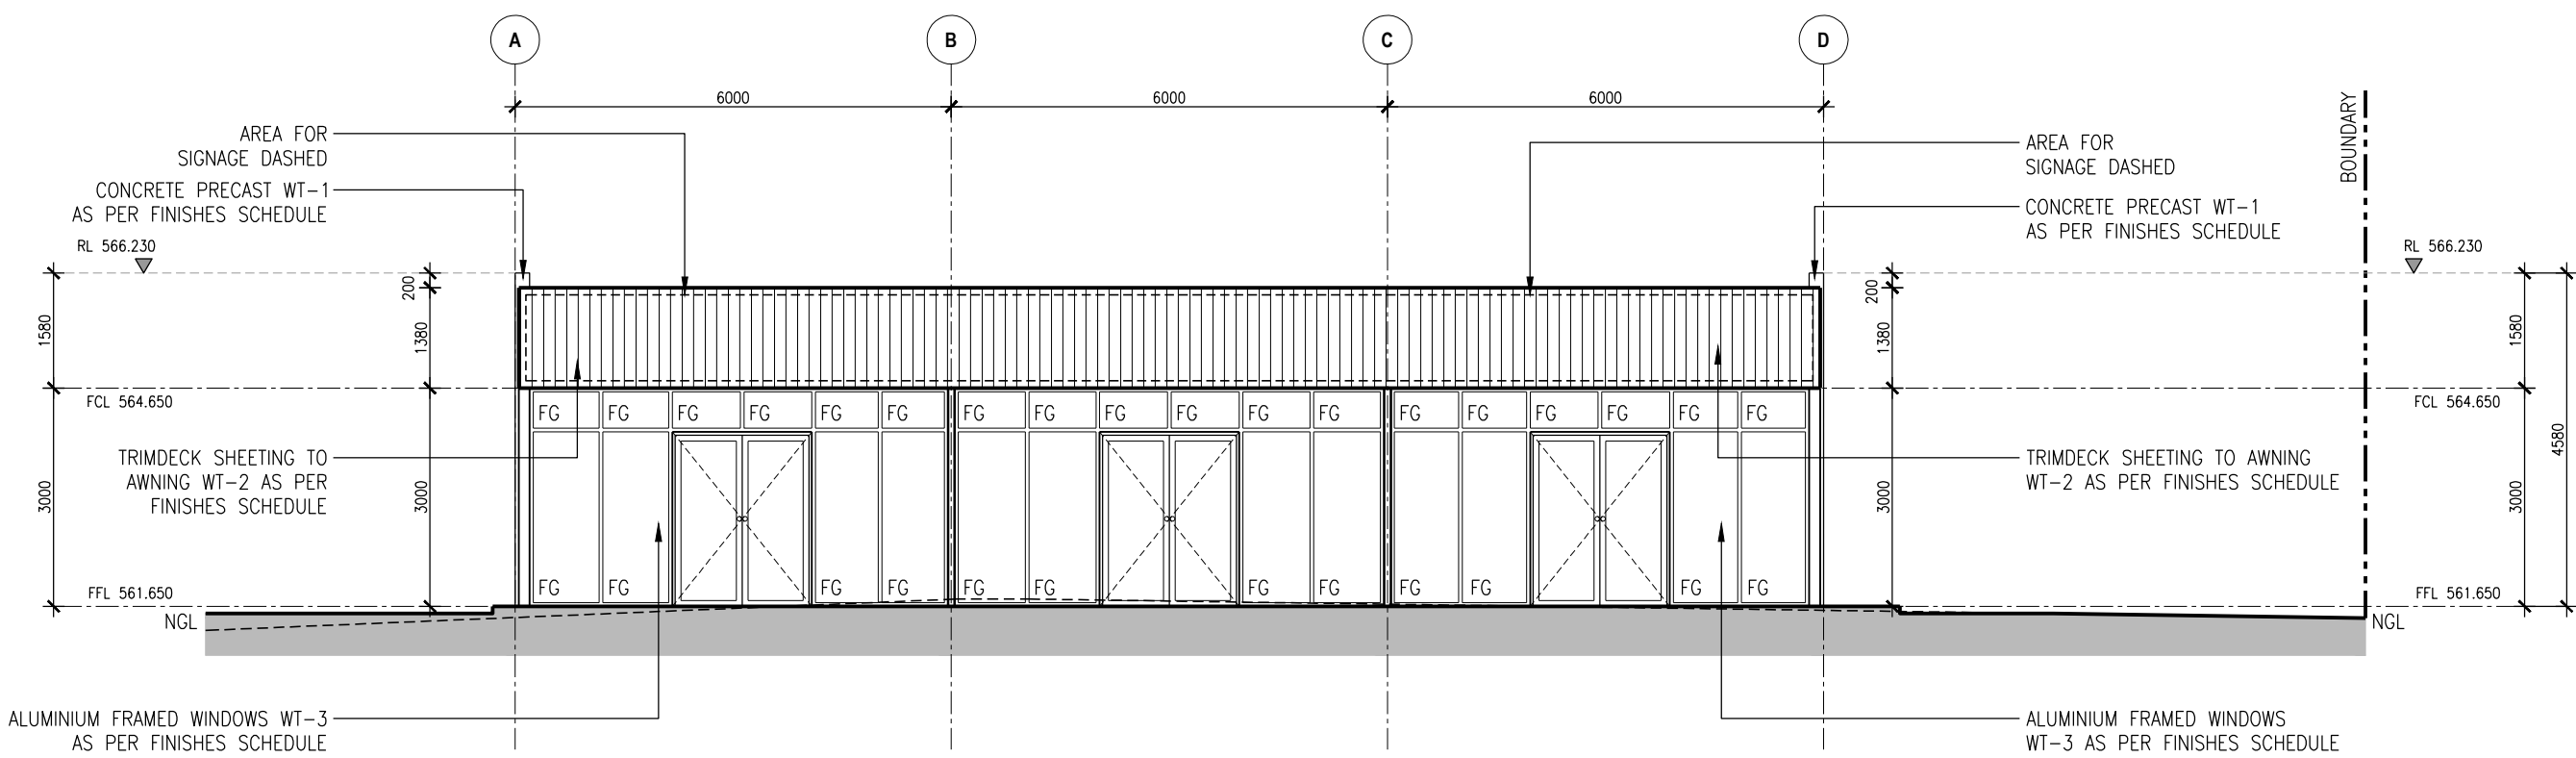 A
B
C
D
6000
6000
6000
BOUNDARY
AREA FOR
SIGNAGE DASHED
AREA FOR
SIGNAGE DASHED
CONCRETE PRECAST WT-1
AS PER FINISHES SCHEDULE
CONCRETE PRECAST WT-1
AS PER FINISHES SCHEDULE
RL 566.230
RL 566.230
1580
200
1380
200
1380
1580
4580
FCL 564.650
FCL 564.650
FG FG FG FG FG FG FG FG FG FG FG FG FG FG FG FG FG FG
TRIMDECK SHEETING TO
AWNING WT-2 AS PER
FINISHES SCHEDULE
TRIMDECK SHEETING TO AWNING
WT-2 AS PER FINISHES SCHEDULE
3000
3000
3000
3000
FG FG FG FG FG FG FG FG FG FG FG FG
FFL 561.650
FFL 561.650
NGL
NGL
ALUMINIUM FRAMED WINDOWS WT-3
AS PER FINISHES SCHEDULE
ALUMINIUM FRAMED WINDOWS
WT-3 AS PER FINISHES SCHEDULE